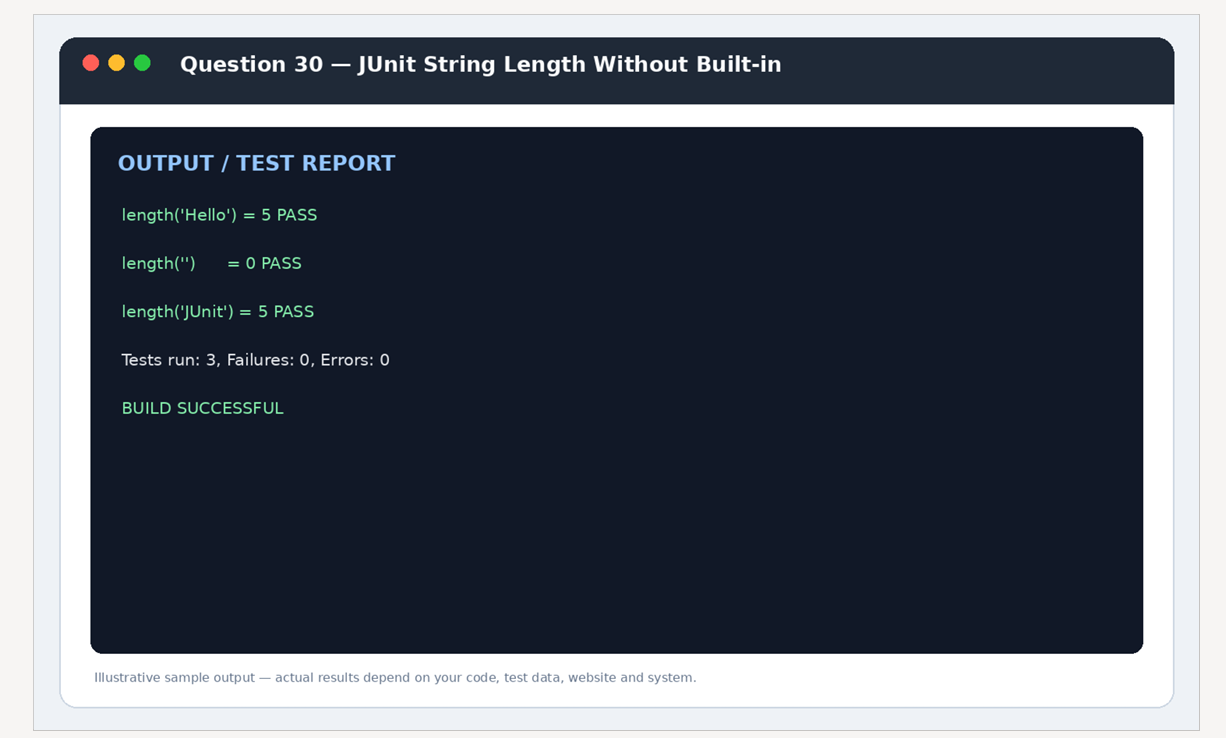 Question 30 — JUnit String Length Without Built-in
OUTPUT / TEST REPORT
length('Hello') = 5 PASS
length('')      = 0 PASS
length('JUnit') = 5 PASS
Tests run: 3, Failures: 0, Errors: 0
BUILD SUCCESSFUL
Illustrative sample output — actual results depend on your code, test data, website and system.